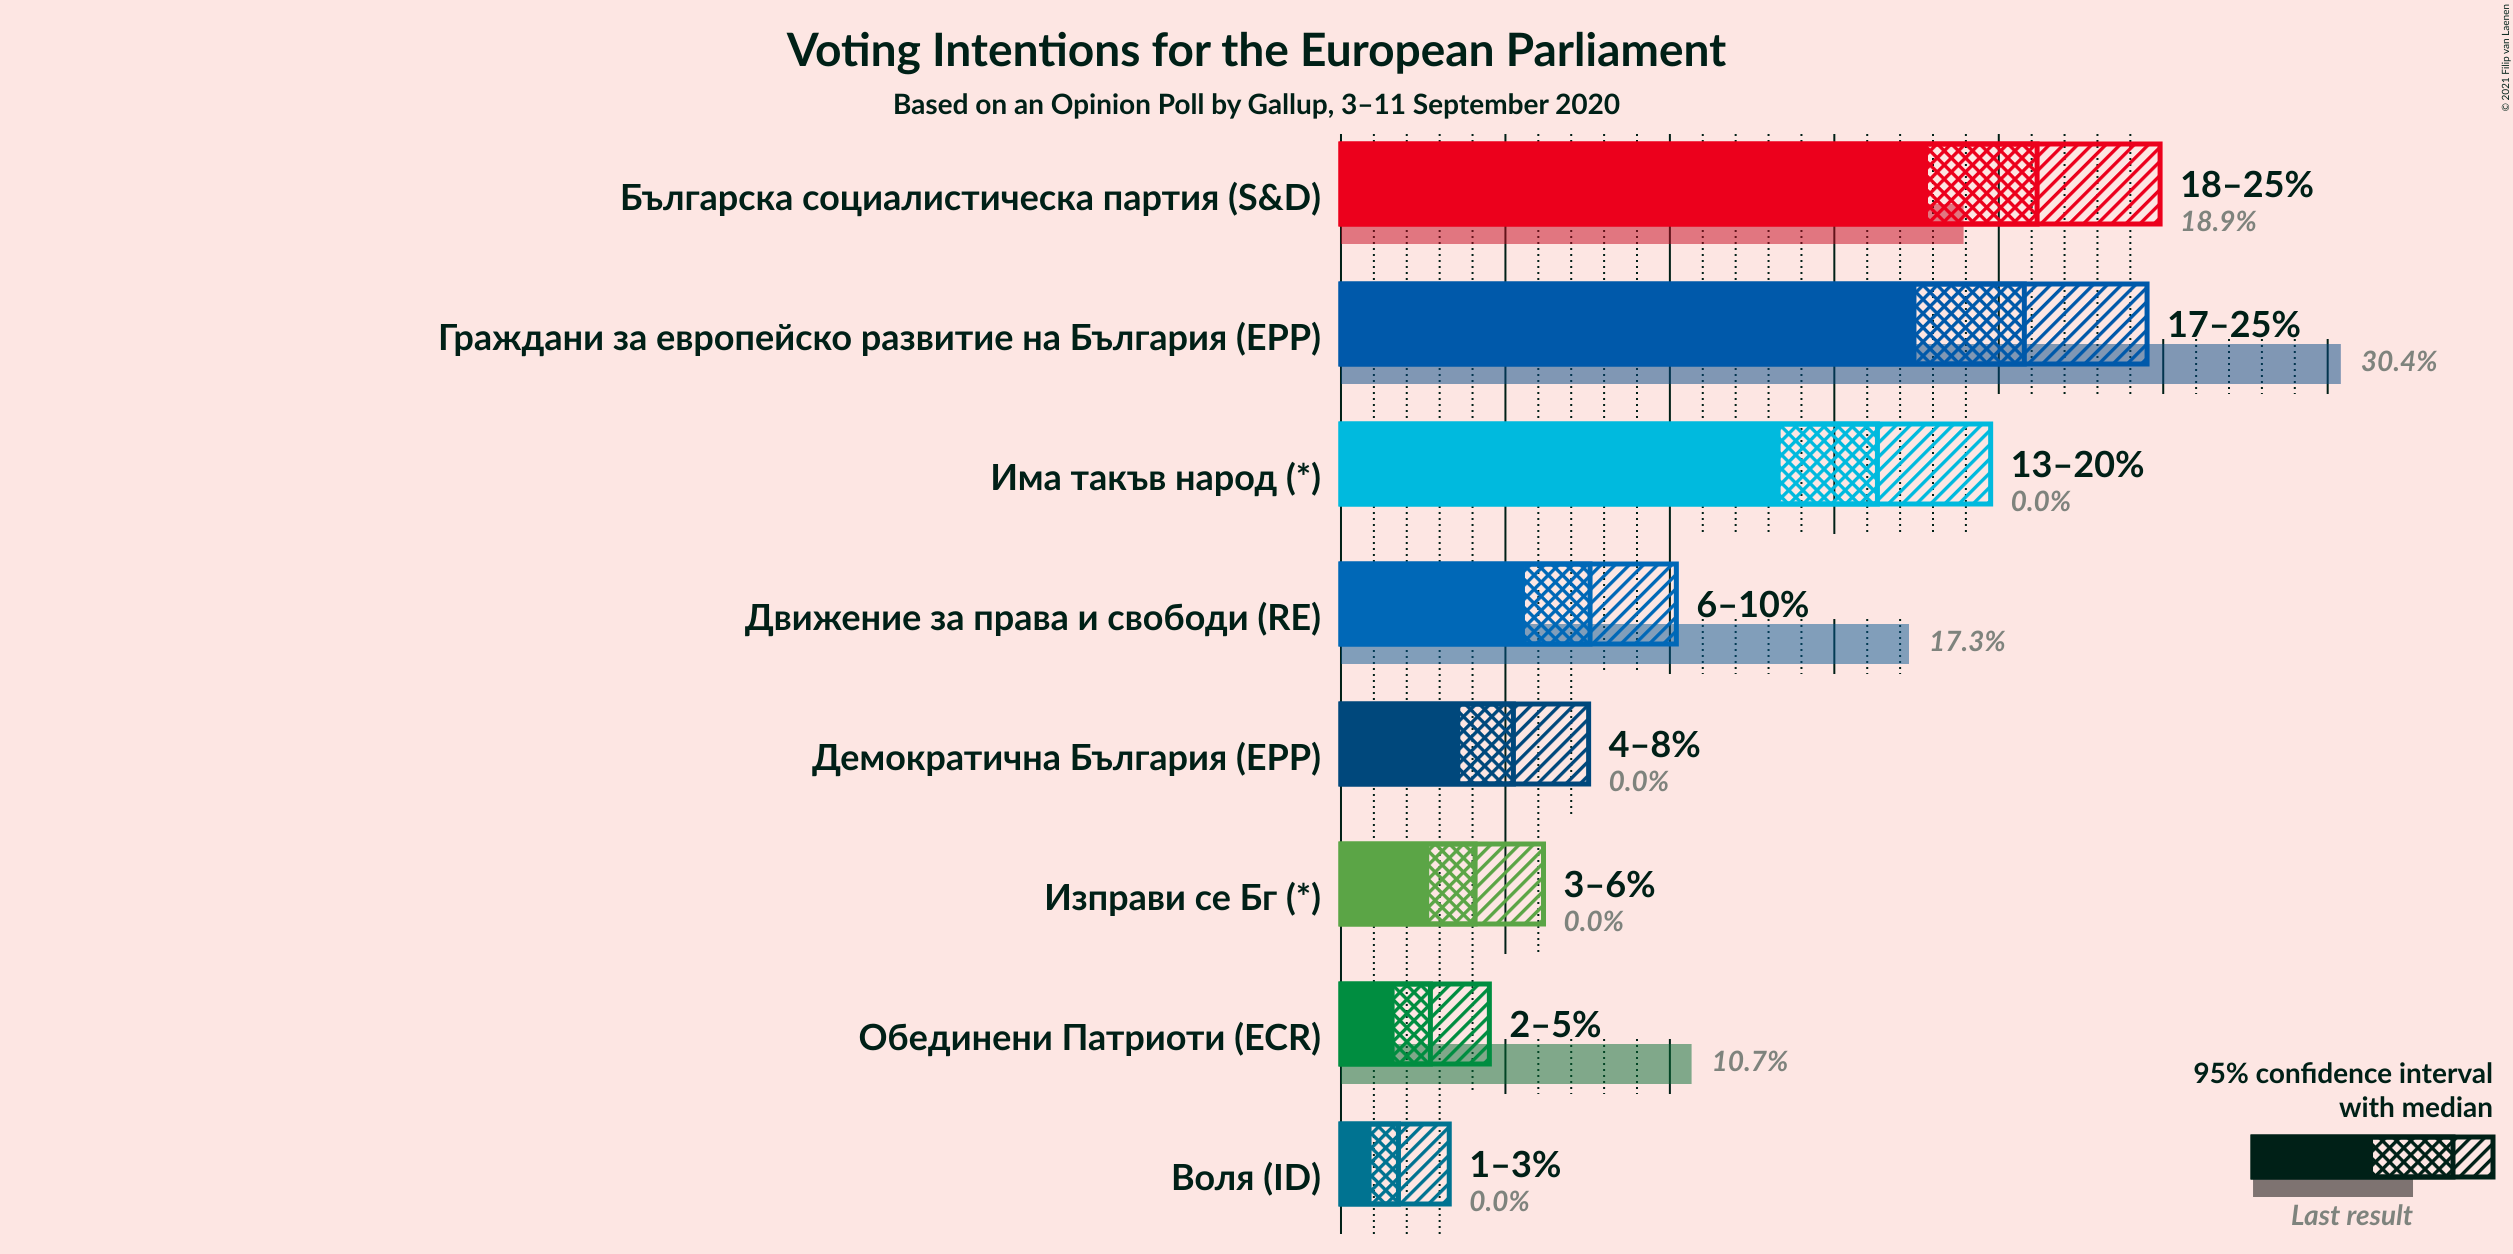 Voting Intentions for the European Parliament
Based on an Opinion Poll by Gallup, 3–11 September 2020
© 2021 Filip van Laenen
Българска социалистическа партия (S&D)
18–25%
18.9%
Граждани за европейско развитие на България (EPP)
17–25%
30.4%
Има такъв народ (*)
13–20%
0.0%
Движение за права и свободи (RE)
6–10%
17.3%
Демократична България (EPP)
4–8%
0.0%
Изправи се Бг (*)
3–6%
0.0%
Обединени Патриоти (ECR)
2–5%
10.7%
Воля (ID)
1–3%
0.0%
95% confidence interval
with median
Last result